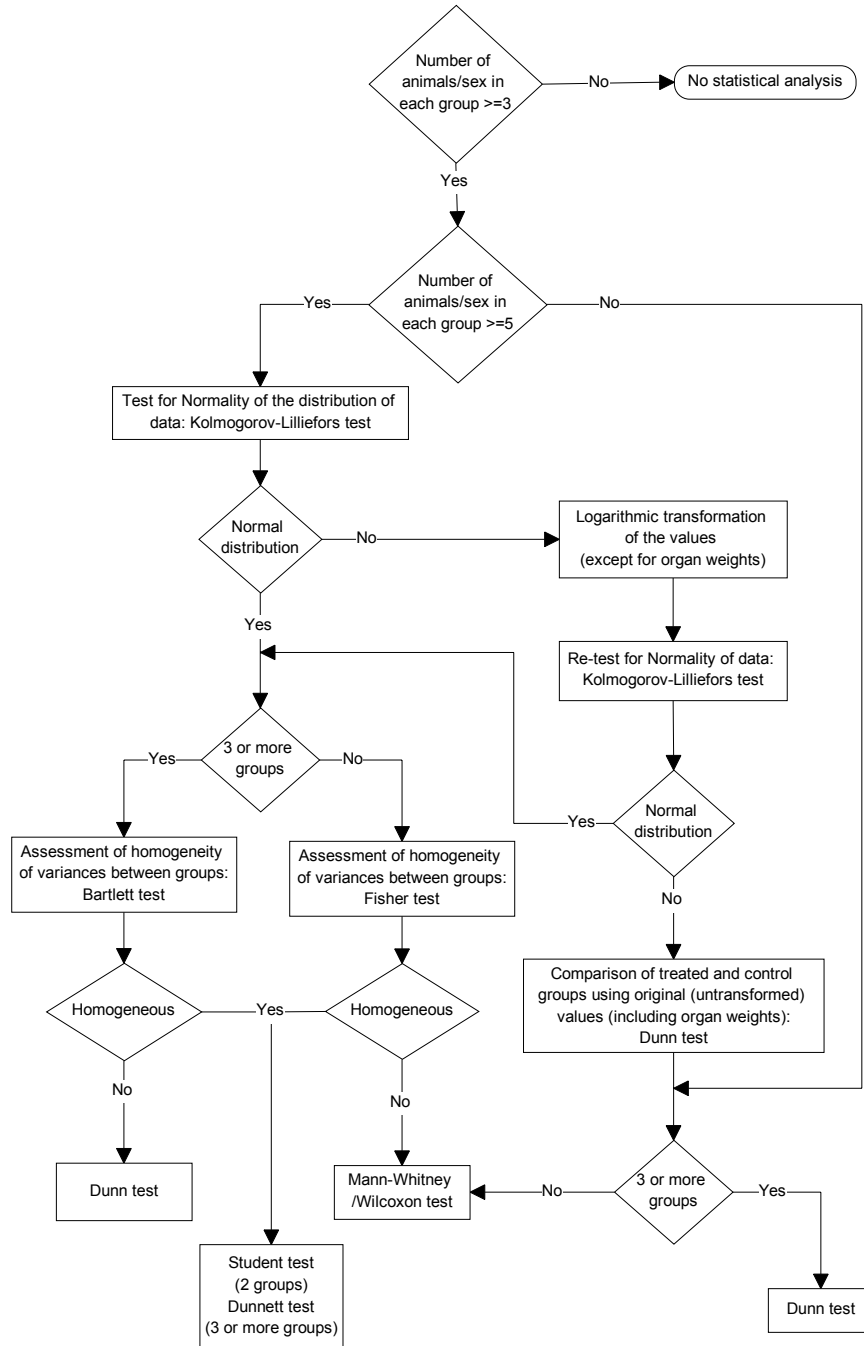 Number of
animals/sex in
each group >=3
No
No statistical analysis
Yes
Number of
animals/sex in
each group >=5
Yes
No
Test for Normality of the distribution of
data: Kolmogorov-Lilliefors test
Normal
distribution
No
Logarithmic transformation
of the values
(except for organ weights)
Yes
Re-test for Normality of data:
Kolmogorov-Lilliefors test
3 or more
groups
Yes
No
Yes
Normal
distribution
Assessment of homogeneity
of variances between groups:
Bartlett test
Assessment of homogeneity
of variances between groups:
Fisher test
No
Homogeneous
Yes
Homogeneous
Comparison of treated and control
groups using original (untransformed)
values (including organ weights):
Dunn test
No
No
Dunn test
Mann-Whitney
/Wilcoxon test
No
3 or more
groups
Yes
Student test
(2 groups)
Dunnett test
(3 or more groups)
Dunn test